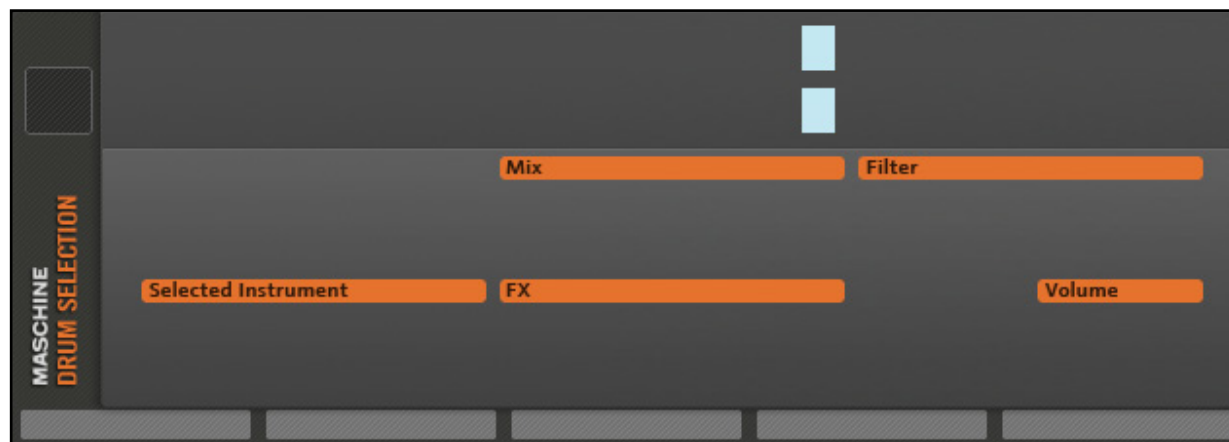 MASCHINE
DRUM SELECTION
Mix
Filter
Selected Instrument
FX
Volume